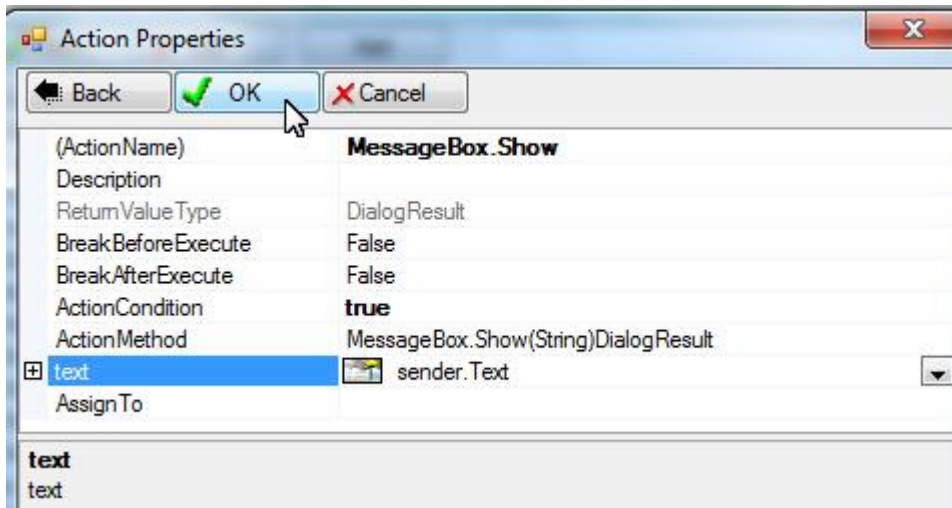 Action Properties
Back OK Cancel
(ActionName) MessageBox.Show
Description
ReturnValueType DialogResult
BreakBeforeExecute False
BreakAfterExecute False
ActionCondition true
ActionMethod MessageBox.Show(String)DialogResult
text sender.Text
AssignTo
text
text